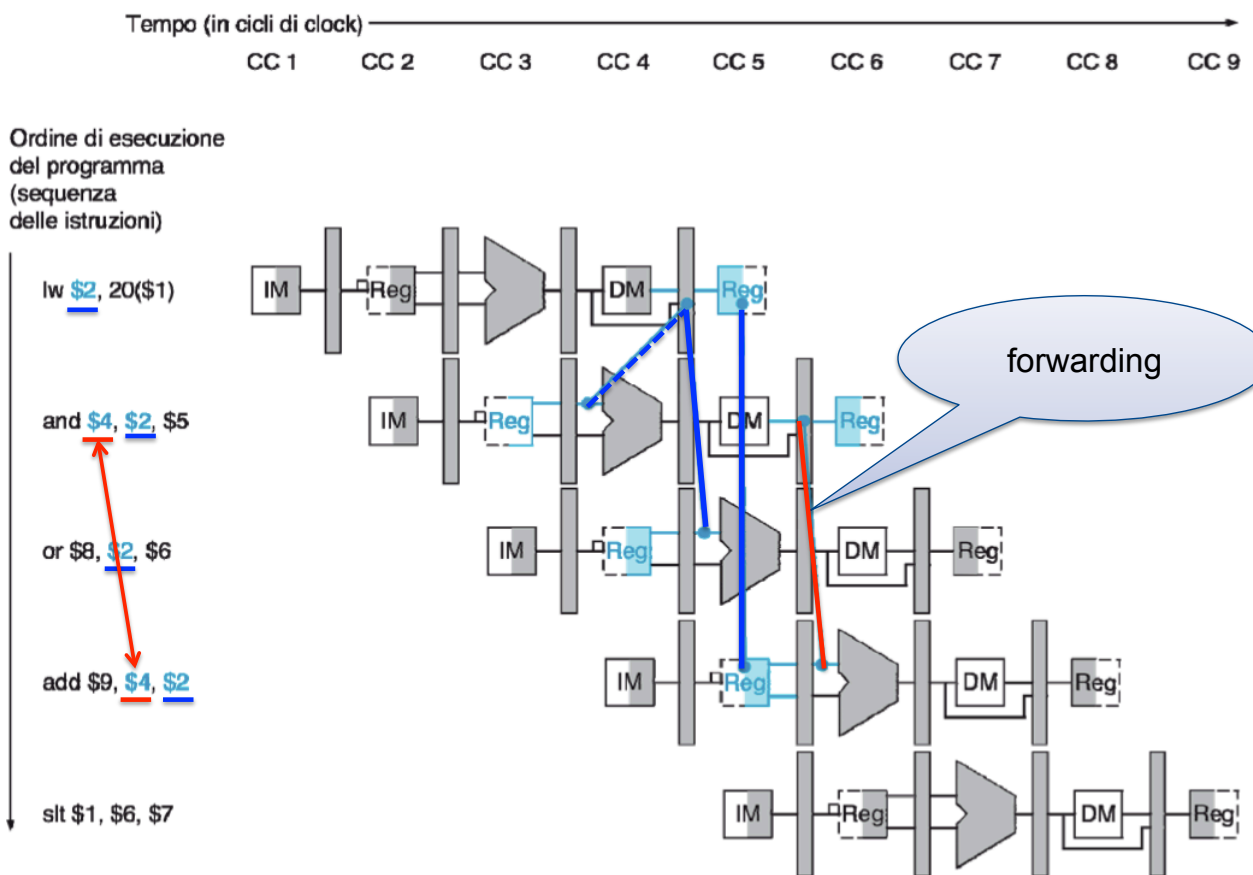 Tempo (in cicli di clock)
CC 1 CC 2 CC 3 CC 4 CC 5 CC 6 CC 7 CC 8 CC 9
Ordine di esecuzione
del programma
(sequenza
delle istruzioni)
lw $2, 20($1)
IM Reg DM Reg
forwarding
and $4, $2, $5
IM Reg DM Reg
or $8, $2, $6
IM Reg DM Reg
add $9, $4, $2
IM Reg DM Reg
slt $1, $6, $7
IM Reg DM Reg